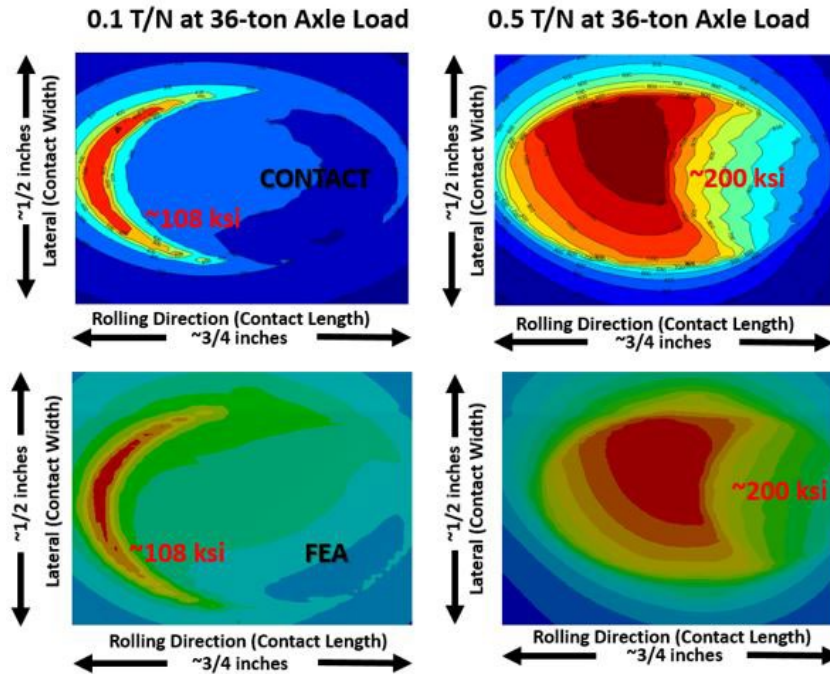 0.1 T/N at 36-ton Axle Load
0.5 T/N at 36-ton Axle Load
~1/2 inches
Lateral (Contact Width)
CONTACT
~108 ksi
Rolling Direction (Contact Length)
~3/4 inches
~1/2 inches
Lateral (Contact Width)
~200 ksi
Rolling Direction (Contact Length)
~3/4 inches
~1/2 inches
Lateral (Contact Width)
~108 ksi
FEA
Rolling Direction (Contact Length)
~3/4 inches
~1/2 inches
Lateral (Contact Width)
~200 ksi
Rolling Direction (Contact Length)
~3/4 inches